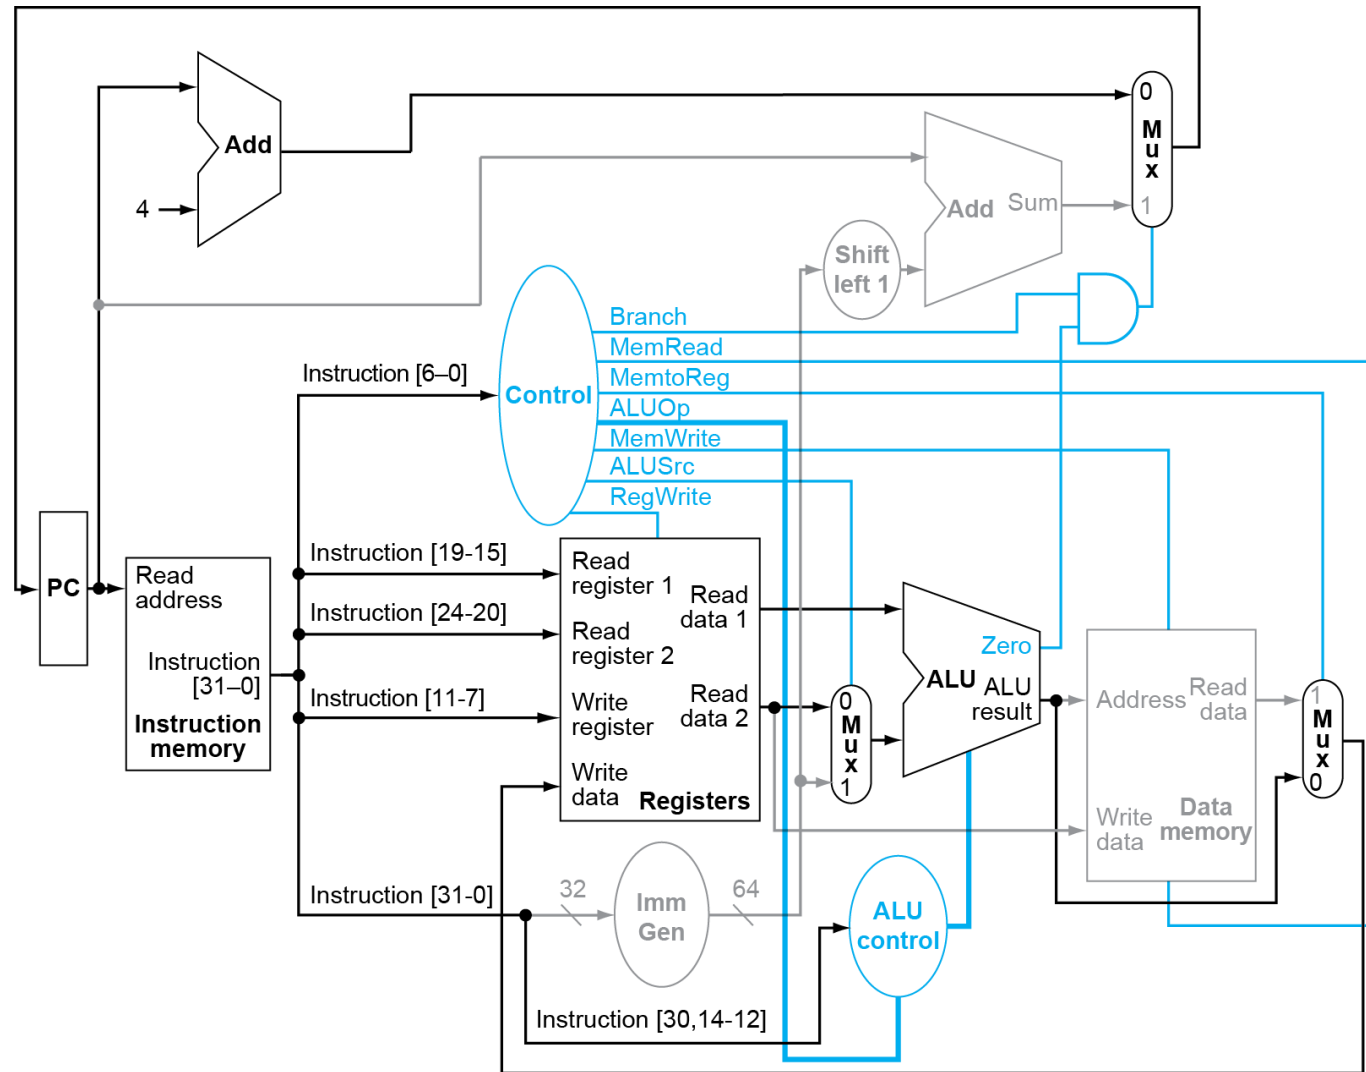 0
M
u
x
1
Add
4
Add Sum
Shift
left 1
Branch
MemRead
MemtoReg
ALUOp
MemWrite
ALUSrc
RegWrite
Control
Instruction [6–0]
Instruction [19-15]
Instruction [24-20]
Instruction [11-7]
Instruction [31-0]
Instruction [30,14-12]
PC
Read
address
Instruction
[31–0]
Instruction
memory
Read
register 1
Read
register 2
Write
register
Write
data
Read
data 1
Read
data 2
Registers
0
M
u
x
1
Zero
ALU
ALU
result
Address
Read
data
Write
data
Data
memory
1
M
u
x
0
32
Imm
Gen
64
ALU
control